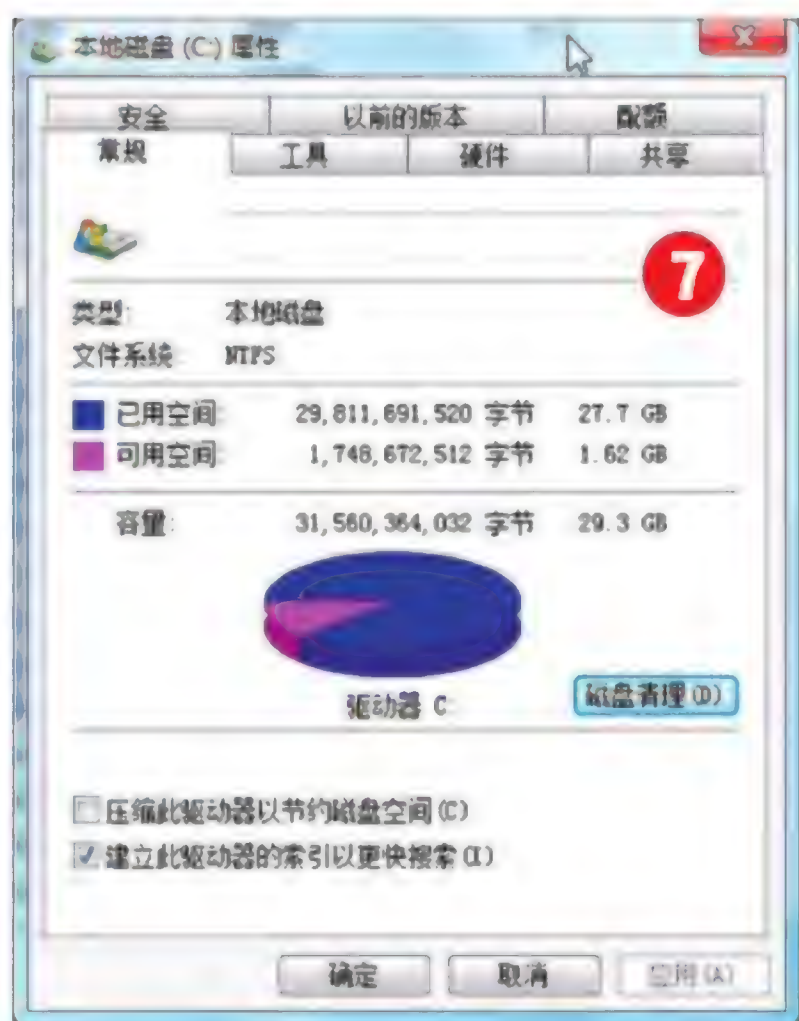 本地磁盘 (C:) 属性
安全 以前的版本 配额
常规 工具 硬件 共享
7
类型: 本地磁盘
文件系统: NTFS
已用空间: 29,811,691,520 字节 27.7 GB
可用空间: 1,748,672,512 字节 1.62 GB
容量: 31,560,364,032 字节 29.3 GB
驱动器 C: 磁盘清理(D)
压缩此驱动器以节约磁盘空间(C)
建立此驱动器的索引以更快搜索(I)
确定 取消 应用(A)